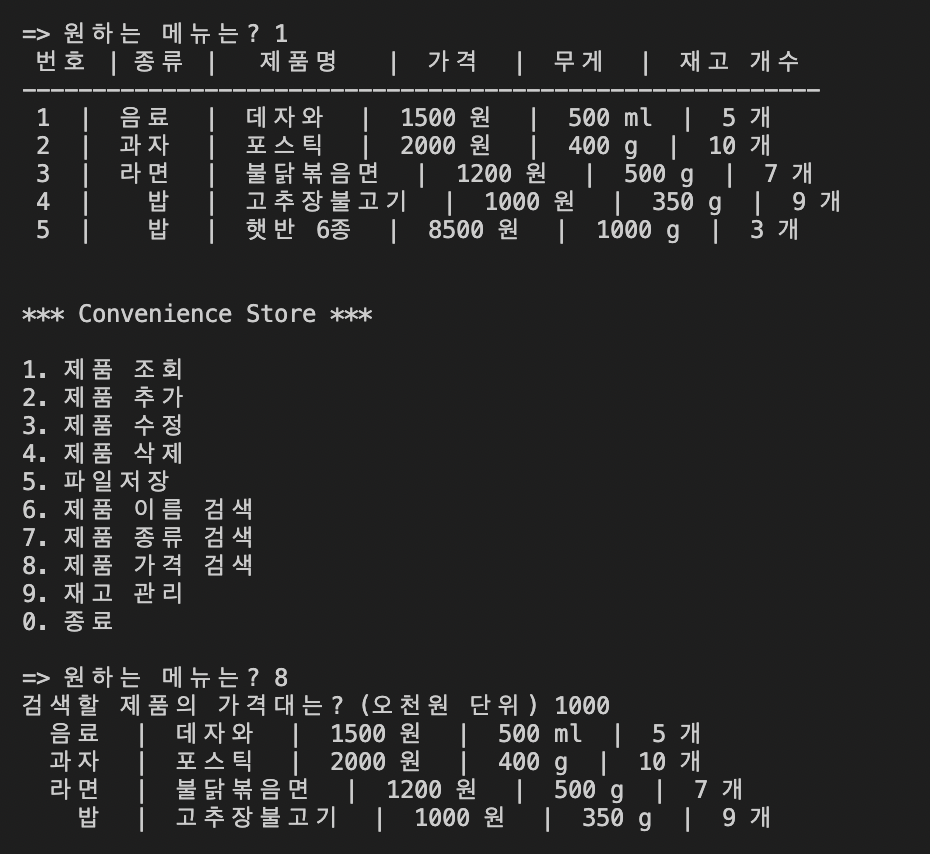 => 원하는 메뉴는? 1
번호 | 종류 | 제품명 | 가격 | 무게 | 재고 개수
---------------------------------------------------------
1 | 음료 | 데자와 | 1500 원 | 500 ml | 5 개
2 | 과자 | 포스틱 | 2000 원 | 400 g | 10 개
3 | 라면 | 불닭볶음면 | 1200 원 | 500 g | 7 개
4 | 밥 | 고추장불고기 | 1000 원 | 350 g | 9 개
5 | 밥 | 햇반 6종 | 8500 원 | 1000 g | 3 개
*** Convenience Store ***
1. 제품 조회
2. 제품 추가
3. 제품 수정
4. 제품 삭제
5. 파일저장
6. 제품 이름 검색
7. 제품 종류 검색
8. 제품 가격 검색
9. 재고 관리
0. 종료
=> 원하는 메뉴는? 8
검색할 제품의 가격대는? (오천원 단위) 1000
음료 | 데자와 | 1500 원 | 500 ml | 5 개
과자 | 포스틱 | 2000 원 | 400 g | 10 개
라면 | 불닭볶음면 | 1200 원 | 500 g | 7 개
밥 | 고추장불고기 | 1000 원 | 350 g | 9 개